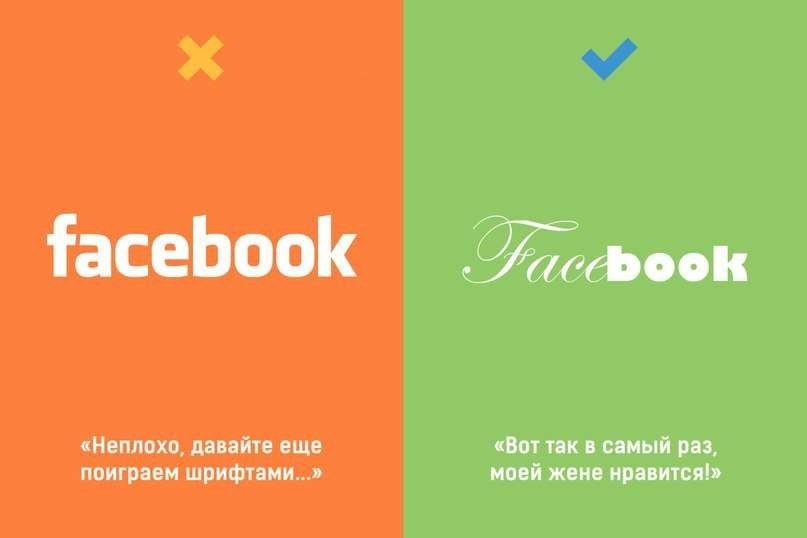 facebook
«Неплохо, давайте еще
поиграем шрифтами...»
Facebook
«Вот так в самый раз,
моей жене нравится!»